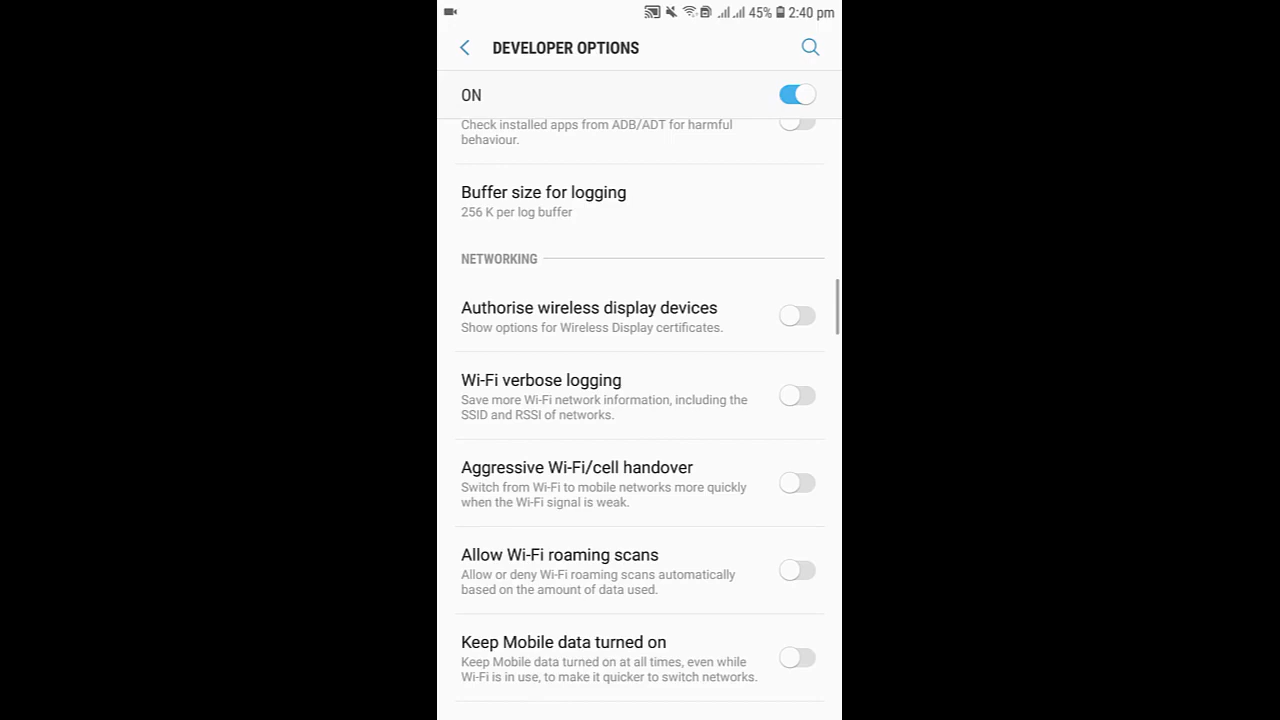 45% 2:40 pm
DEVELOPER OPTIONS
ON
Check installed apps from ADB/ADT for harmful
behaviour.
Buffer size for logging
256 K per log buffer
NETWORKING
Authorise wireless display devices
Show options for Wireless Display certificates.
Wi-Fi verbose logging
Save more Wi-Fi network information, including the
SSID and RSSI of networks.
Aggressive Wi-Fi/cell handover
Switch from Wi-Fi to mobile networks more quickly
when the Wi-Fi signal is weak.
Allow Wi-Fi roaming scans
Allow or deny Wi-Fi roaming scans automatically
based on the amount of data used.
Keep Mobile data turned on
Keep Mobile data turned on at all times, even while
Wi-Fi is in use, to make it quicker to switch networks.